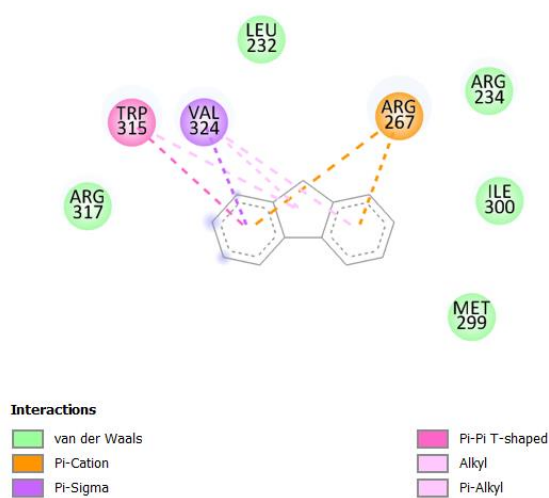 LEU
232
ARG
234
TRP
315
VAL
324
ARG
267
ARG
317
ILE
300
MET
299
Interactions
van der Waals
Pi-Cation
Pi-Sigma
Pi-Pi T-shaped
Alkyl
Pi-Alkyl